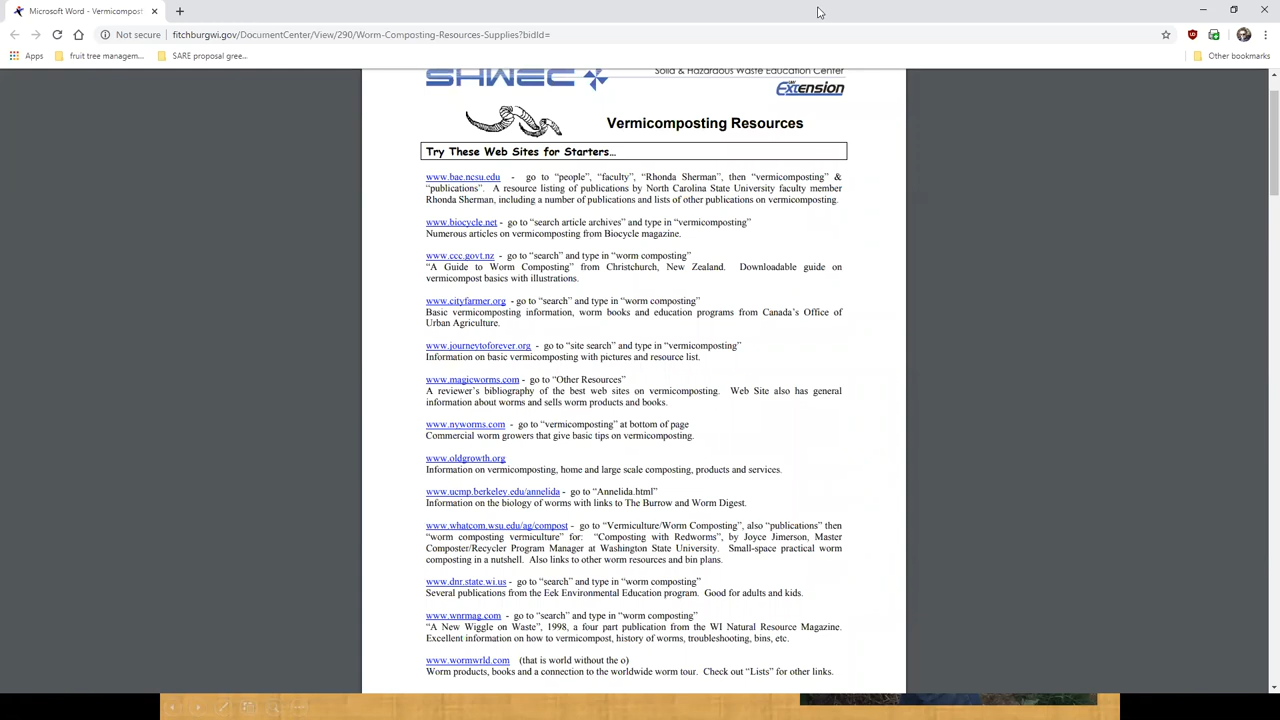 Microsoft Word - Vermicompost
Not secure fitchburgwi.gov/DocumentCenter/View/290/Worm-Composting-Resources-Supplies?bidId=
Apps fruit tree managem... SARE proposal gree... Other bookmarks
SHWEC Solid & Hazardous Waste Education Center
Extension
Vermicomposting Resources
Try These Web Sites for Starters...
www.bae.ncsu.edu - go to “people”, “faculty”, “Rhonda Sherman”, then “vermicomposting” &
“publications”. A resource listing of publications by North Carolina State University faculty member
Rhonda Sherman, including a number of publications and lists of other publications on vermicomposting.
www.biocycle.net - go to “search article archives” and type in “vermicomposting”
Numerous articles on vermicomposting from Biocycle magazine.
www.ccc.govt.nz - go to “search” and type in “worm composting”
“A Guide to Worm Composting” from Christchurch, New Zealand. Downloadable guide on
vermicompost basics with illustrations.
www.cityfarmer.org - go to “search” and type in “worm composting”
Basic vermicomposting information, worm books and education programs from Canada’s Office of
Urban Agriculture.
www.journeytoforever.org - go to “site search” and type in “vermicomposting”
Information on basic vermicomposting with pictures and resource list.
www.magicworms.com - go to “Other Resources”
A reviewer’s bibliography of the best web sites on vermicomposting. Web Site also has general
information about worms and sells worm products and books.
www.nyworms.com - go to “vermicomposting” at bottom of page
Commercial worm growers that give basic tips on vermicomposting.
www.oldgrowth.org
Information on vermicomposting, home and large scale composting, products and services.
www.ucmp.berkeley.edu/annelida - go to “Annelida.html”
Information on the biology of worms with links to The Burrow and Worm Digest.
www.whatcom.wsu.edu/ag/compost - go to “Vermiculture/Worm Composting”, also “publications” then
“worm composting vermiculture” for: “Composting with Redworms”, by Joyce Jimerson, Master
Composter/Recycler Program Manager at Washington State University. Small-space practical worm
composting in a nutshell. Also links to other worm resources and bin plans.
www.dnr.state.wi.us - go to “search” and type in “worm composting”
Several publications from the Eek Environmental Education program. Good for adults and kids.
www.wnrmag.com - go to “search” and type in “worm composting”
“A New Wiggle on Waste”, 1998, a four part publication from the WI Natural Resource Magazine.
Excellent information on how to vermicompost, history of worms, troubleshooting, bins, etc.
www.wormwrld.com (that is world without the o)
Worm products, books and a connection to the worldwide worm tour. Check out “Lists” for other links.